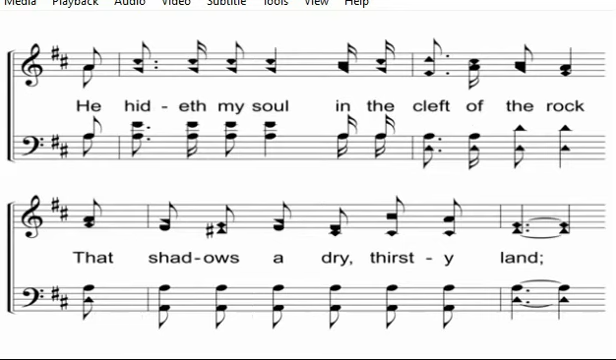 Media Playback Audio Video Subtitle Tools View Help
He hid - eth my soul in the cleft of the rock
That shad-ows a dry, thirst - y land;